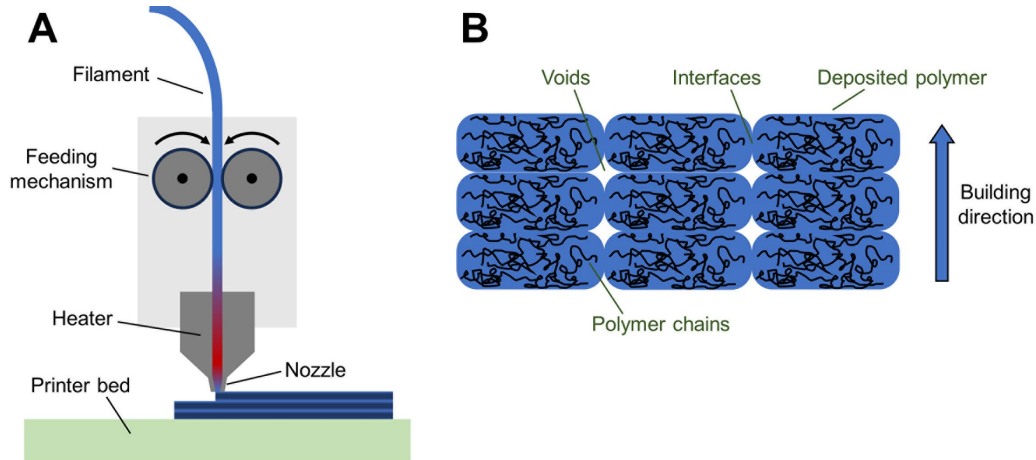 A
Filament
Feeding
mechanism
Heater
Nozzle
Printer bed
B
Voids
Interfaces
Deposited polymer
Building
direction
Polymer chains